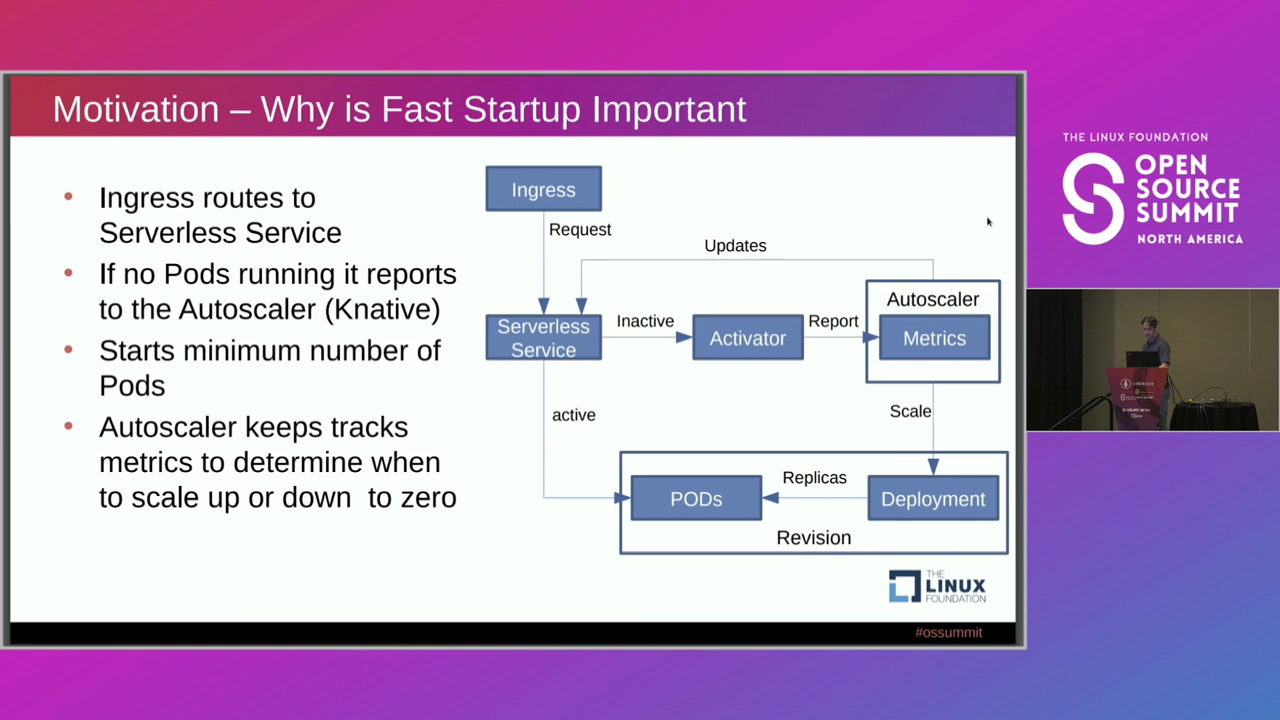 Motivation – Why is Fast Startup Important
• Ingress routes to
Serverless Service
• If no Pods running it reports
to the Autoscaler (Knative)
• Starts minimum number of
Pods
• Autoscaler keeps tracks
metrics to determine when
to scale up or down  to zero
Ingress
Request
Updates
Serverless
Service
Inactive
Activator
Report
Autoscaler
Metrics
active
Scale
PODs
Replicas
Deployment
Revision
THE
LINUX
FOUNDATION
#ossummit
THE LINUX FOUNDATION
OPEN
SOURCE
SUMMIT
NORTH AMERICA